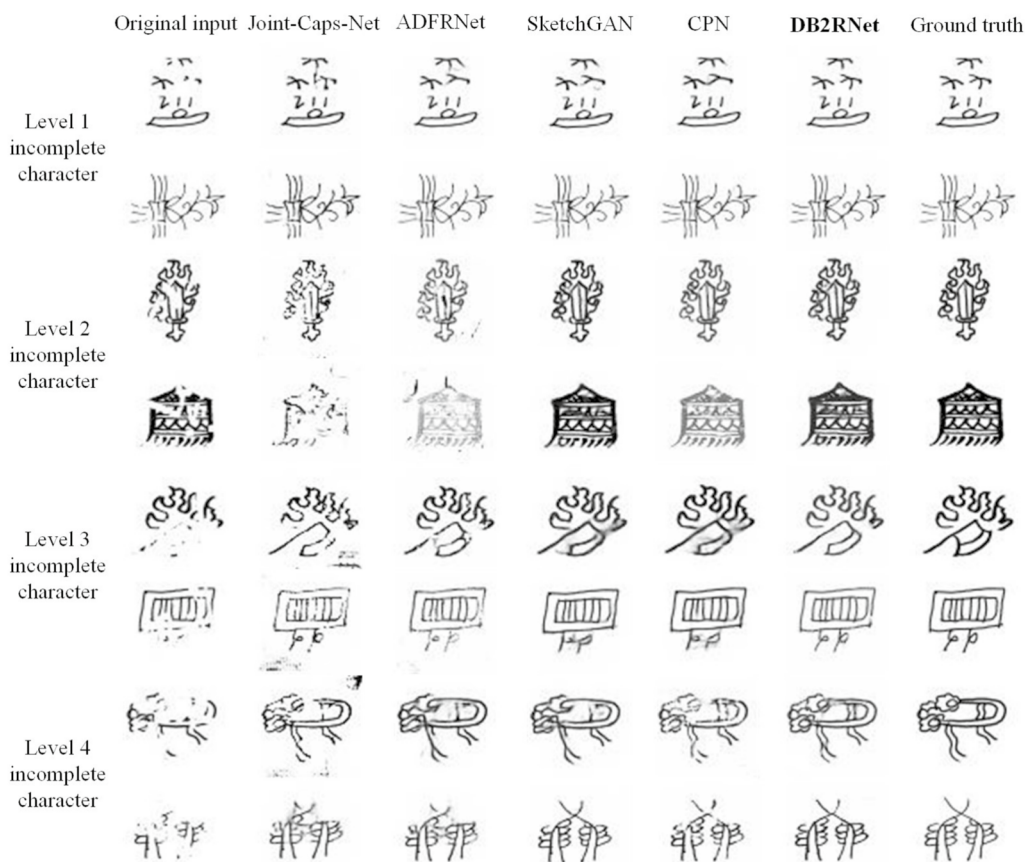 Original input Joint-Caps-Net ADFRNet SketchGAN CPN DB2RNet Ground truth
Level 1
incomplete
character
Level 2
incomplete
character
Level 3
incomplete
character
Level 4
incomplete
character